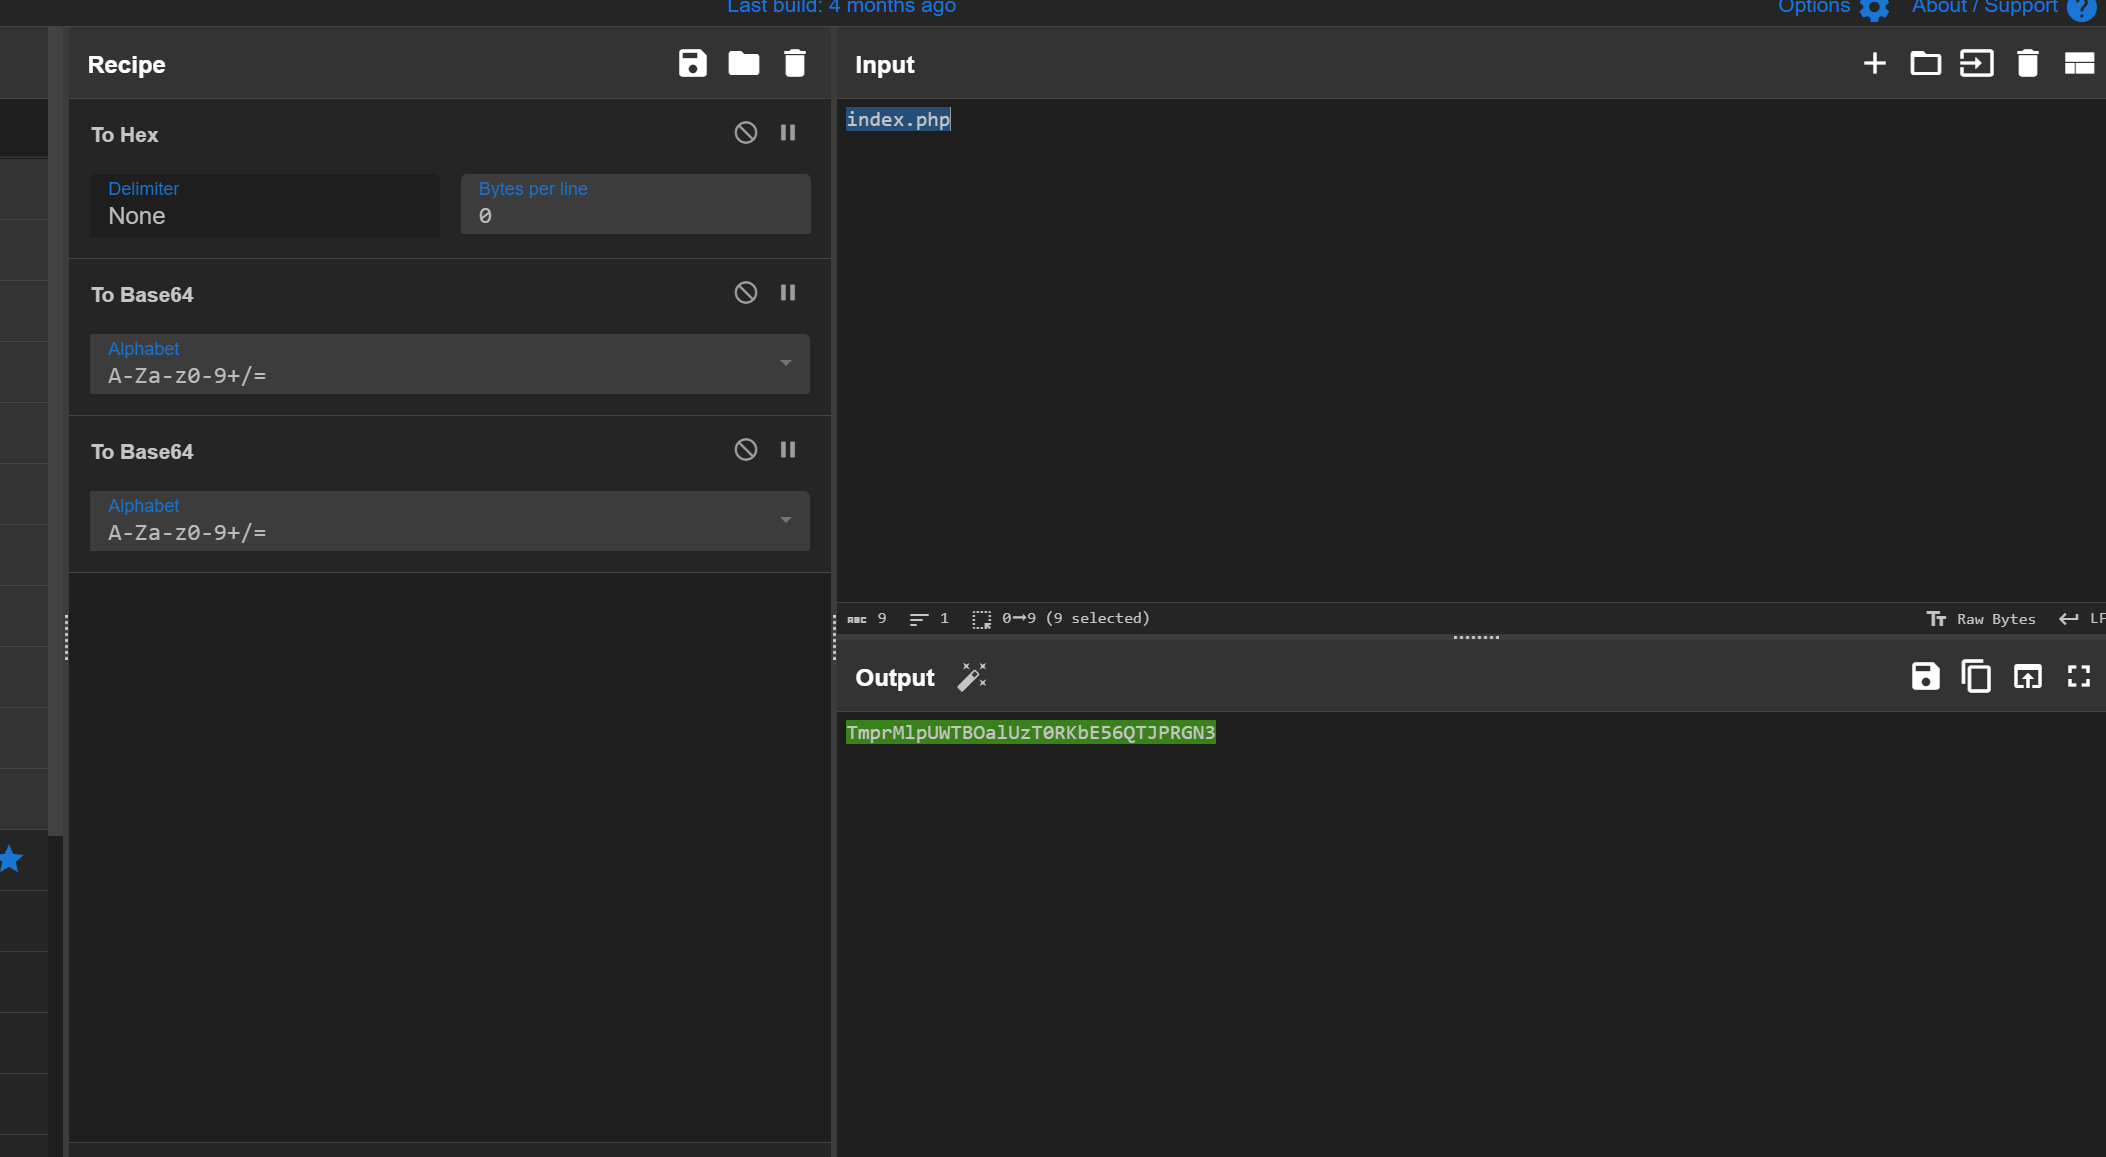 Last build: 4 months ago
Options
About / Support
Recipe
To Hex
Delimiter
None
Bytes per line
0
To Base64
Alphabet
A-Za-z0-9+/=
To Base64
Alphabet
A-Za-z0-9+/=
Input
index.php
ABC 9 1 0→9 (9 selected)
Tт Raw Bytes LF
Output
TmprMlpUWTBOalUzT0RKbE56QTJPRGN3